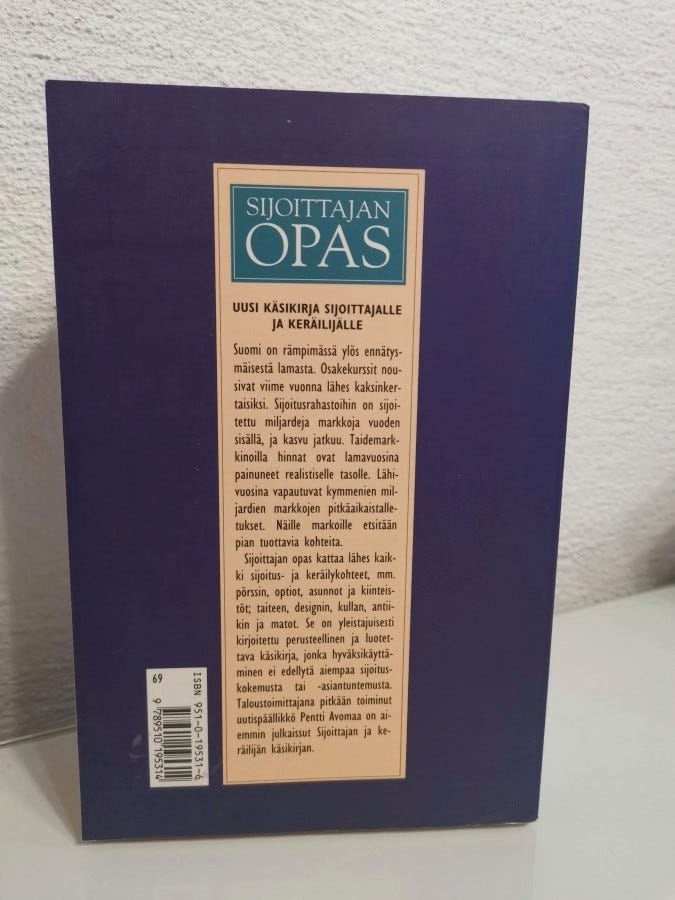 SIJOITTAJAN
OPAS
UUSI KÄSIKIRJA SIJOITTAJALLE
JA KERÄILIJÄLLE
Suomi on rämpimässä ylös ennätys-
mäisestä lamasta. Osakekurssit nou-
sivat viime vuonna lähes kaksinker-
taisiksi. Sijoitusrahastoihin on sijoi-
tettu miljardeja markkoja vuoden
sisällä, ja kasvu jatkuu. Taidemark-
kinoilla hinnat ovat lamavuosina
painuneet realistiselle tasolle. Lähi-
vuosina vapautuvat kymmenien mil-
jardien markkojen pitkäaikaistalle-
tukset. Näille markoille etsitään
pian tuottavia kohteita.
Sijoittajan opas kattaa lähes kaik-
ki sijoitus- ja keräilykohteet, mm.
pörssin, optiot, asunnot ja kiinteis-
töt; taiteen, designin, kullan, antii-
kin ja matot. Se on yleistajuisesti
kirjoitettu perusteellinen ja luotet-
tava käsikirja, jonka hyväksikäyttä-
minen ei edellytä aiempaa sijoitus-
kokemusta tai -asiantuntemusta.
Taloustoimittajana pitkään toiminut
uutispäällikkö Pentti Avomaa on ai-
emmin julkaissut Sijoittajan ja ke-
räilijän käsikirjan.
69
ISBN 951-0-19531-6
9 789510 195314